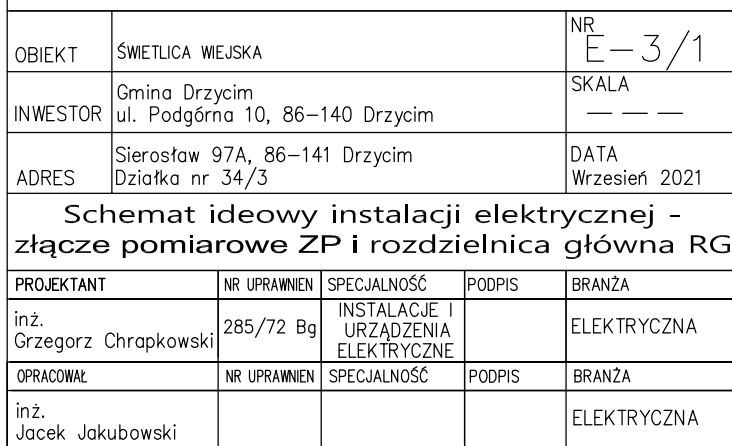 OBIEKT ŚWIETLICA WIEJSKA NR E-3/1
INWESTOR Gmina Drzycim
ul. Podgórna 10, 86-140 Drzycim SKALA
— — —
ADRES Sierosław 97A, 86-141 Drzycim
Działka nr 34/3 DATA
Wrzesień 2021
Schemat ideowy instalacji elektrycznej -
złącze pomiarowe ZP i rozdzielnica główna RG
PROJEKTANT NR UPRAWNIEN SPECJALNOŚĆ PODPIS BRANŻA
inż.
Grzegorz Chrapkowski 285/72 Bg INSTALACJE I
URZĄDZENIA
ELEKTRYCZNE ELEKTRYCZNA
OPRACOWAŁ NR UPRAWNIEN SPECJALNOŚĆ PODPIS BRANŻA
inż.
Jacek Jakubowski ELEKTRYCZNA